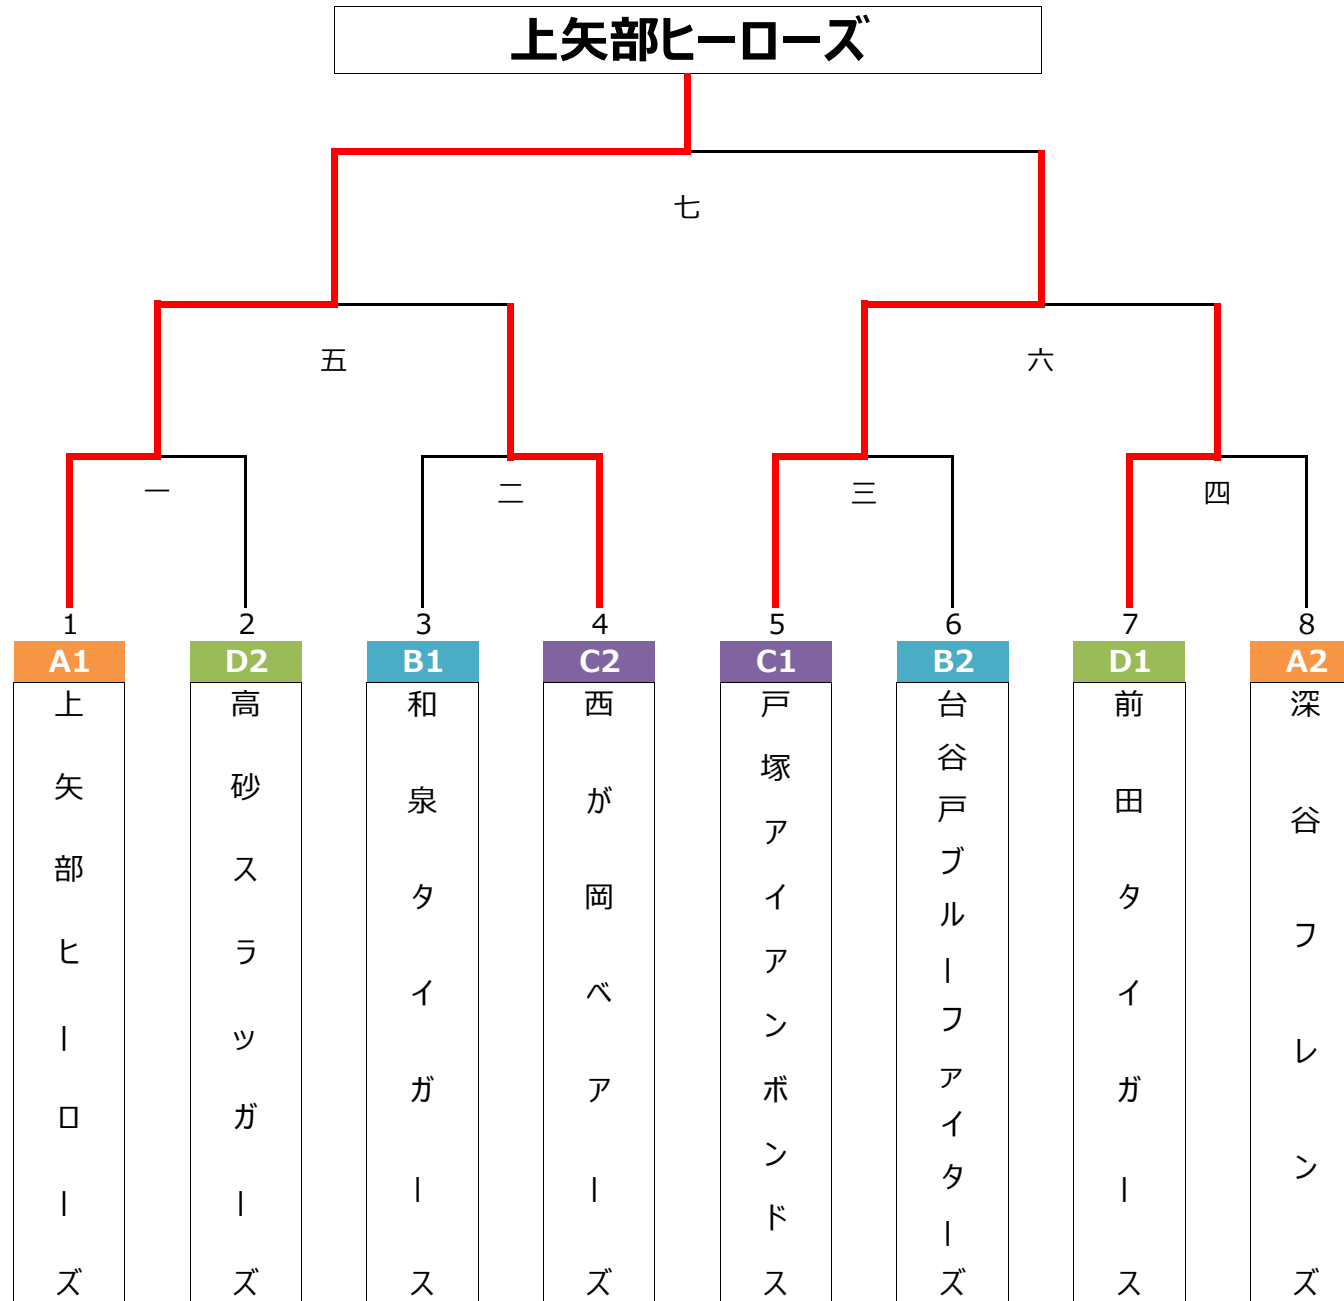 上矢部ヒーローズ
七
五
六
一
二
三
四
1
2
3
4
5
6
7
8
A1
D2
B1
C2
C1
B2
D1
A2
上矢部ヒーローズ
高砂スラッガーズ
和泉タイガース
西が岡ベアーズ
戸塚アイアンボンドス
台谷戸ブルーファイターズ
前田タイガース
深谷フレンズ